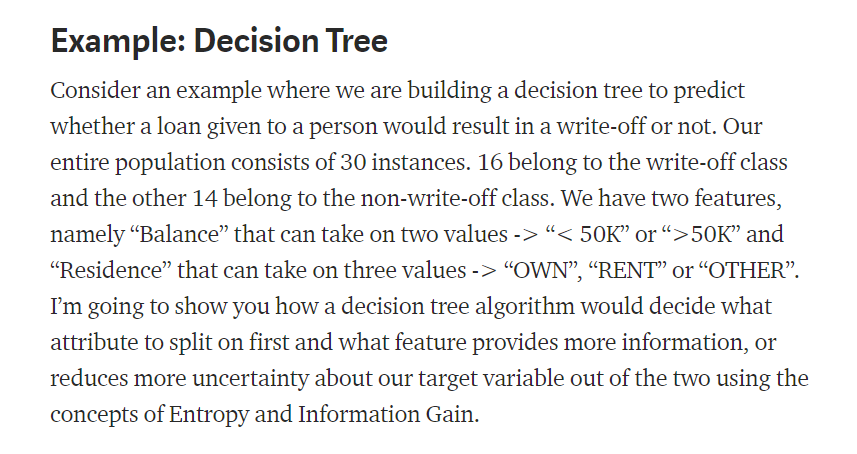 Example: Decision Tree
Consider an example where we are building a decision tree to predict
whether a loan given to a person would result in a write-off or not. Our
entire population consists of 30 instances. 16 belong to the write-off class
and the other 14 belong to the non-write-off class. We have two features,
namely “Balance” that can take on two values -> “< 50K” or “>50K” and
“Residence” that can take on three values -> “OWN”, “RENT” or “OTHER”.
I’m going to show you how a decision tree algorithm would decide what
attribute to split on first and what feature provides more information, or
reduces more uncertainty about our target variable out of the two using the
concepts of Entropy and Information Gain.